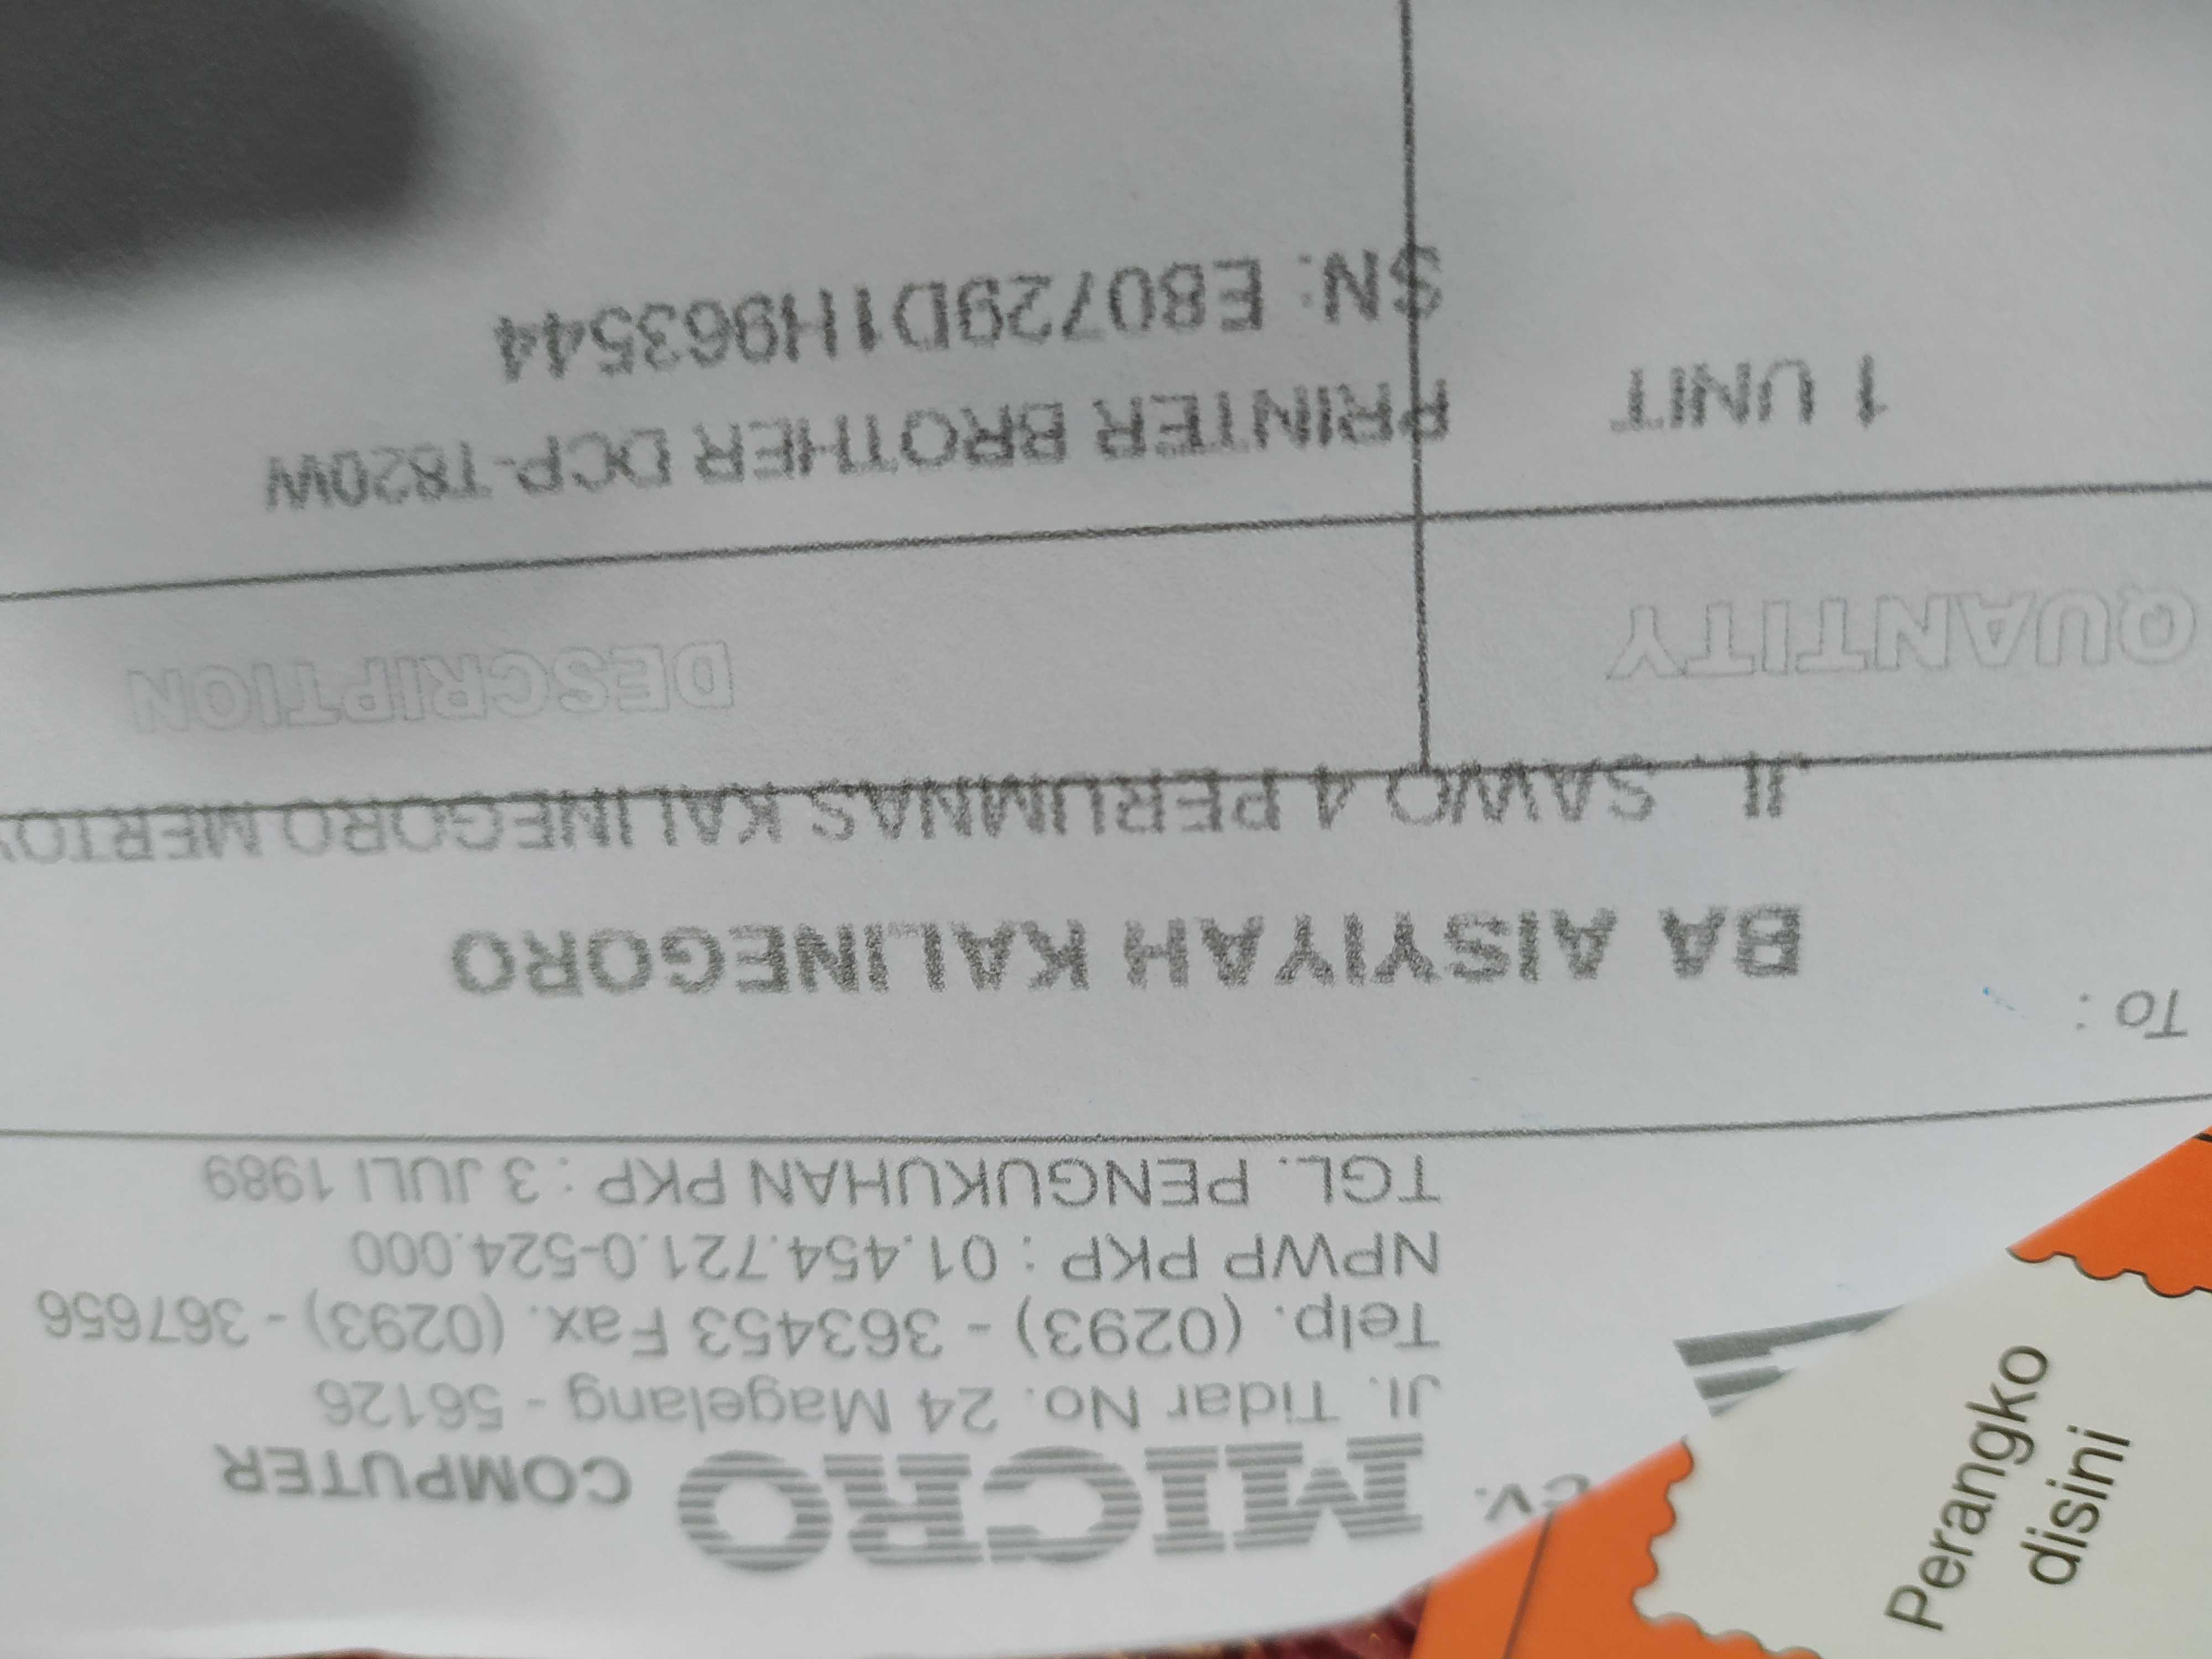 CV. MICRO COMPUTER
Jl. Tidar No. 24 Magelang - 56126
Telp. (0293) - 363453 Fax. (0293) - 367656
NPWP PKP : 01.454.721.0-524.000
TGL. PENGUKUHAN PKP : 3 JULI 1989
To :
BA AISYIYAH KALINEGORO
JL. SAWO 4 PERUMNAS KALINEGORO
QUANTITY DESCRIPTION
1 UNIT PRINTER BROTHER DCP-T820W
SN: E80729D1H963544
Perangko
disini